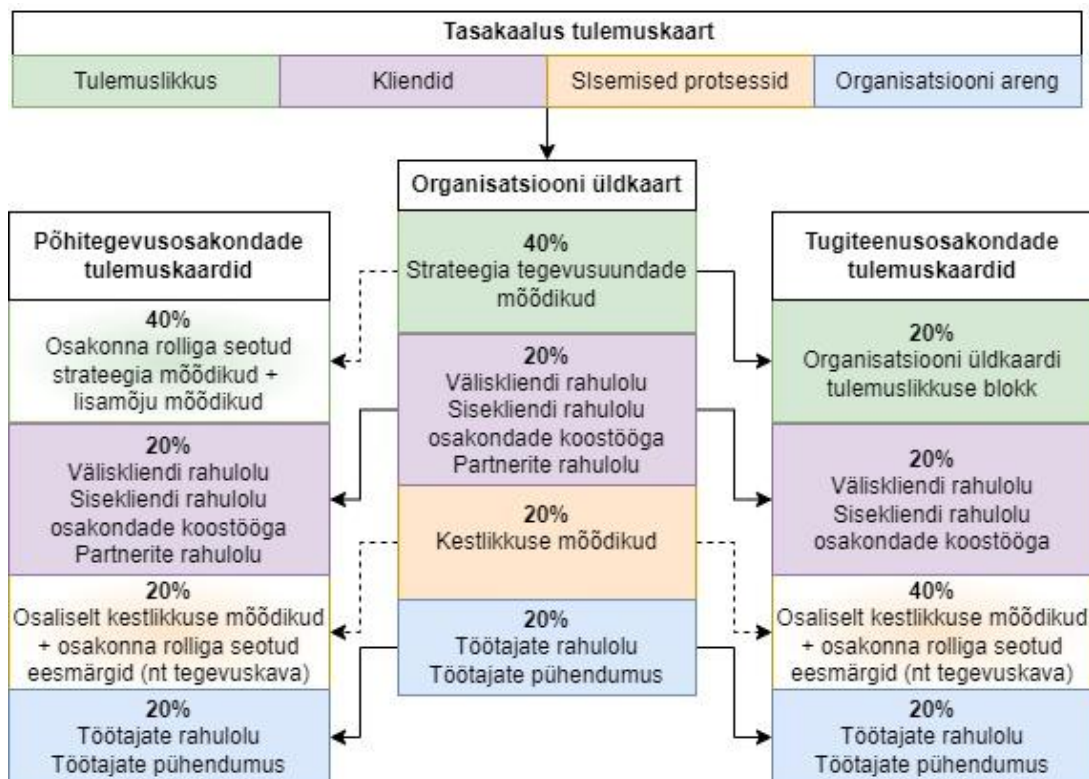 Tasakaalus tulemuskaart
Tulemuslikkus
Kliendid
SIsemised protsessid
Organisatsiooni areng
Organisatsiooni üldkaart
40%
Strateegia tegevusuundade
mõõdikud
20%
Väliskliendi rahulolu
Sisekliendi rahulolu
osakondade koostööga
Partnerite rahulolu
20%
Kestlikkuse mõõdikud
20%
Töötajate rahulolu
Töötajate pühendumus
Põhitegevusosakondade
tulemuskaardid
40%
Osakonna rolliga seotud
strateegia mõõdikud +
lisamõju mõõdikud
20%
Väliskliendi rahulolu
Sisekliendi rahulolu
osakondade koostööga
Partnerite rahulolu
20%
Osaliselt kestlikkuse mõõdikud
+ osakonna rolliga seotud
eesmärgid (nt tegevuskava)
20%
Töötajate rahulolu
Töötajate pühendumus
Tugiteenusosakondade
tulemuskaardid
20%
Organisatsiooni üldkaardi
tulemuslikkuse blokk
20%
Väliskliendi rahulolu
Sisekliendi rahulolu
osakondade koostööga
40%
Osaliselt kestlikkuse mõõdikud
+ osakonna rolliga seotud
eesmärgid (nt tegevuskava)
20%
Töötajate rahulolu
Töötajate pühendumus